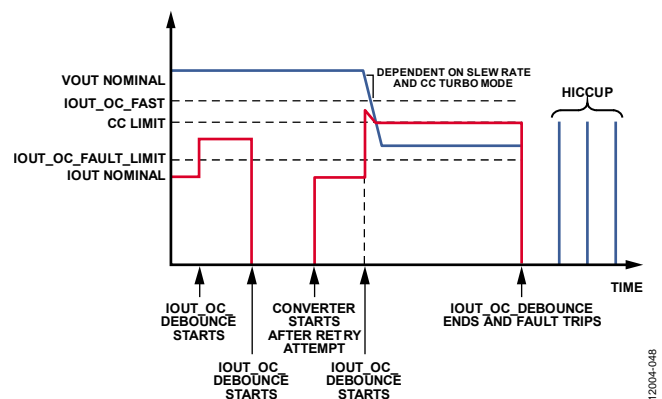 VOUT NOMINAL
IOUT_OC_FAST
CC LIMIT
IOUT_OC_FAULT_LIMIT
IOUT NOMINAL
DEPENDENT ON SLEW RATE
AND CC TURBO MODE
HICCUP
TIME
IOUT_OC_
DEBOUNCE
STARTS
IOUT_OC_
DEBOUNCE
STARTS
CONVERTER
STARTS
AFTER RETRY
ATTEMPT
IOUT_OC_
DEBOUNCE
STARTS
IOUT_OC_DEBOUNCE
ENDS AND FAULT TRIPS
12004-048